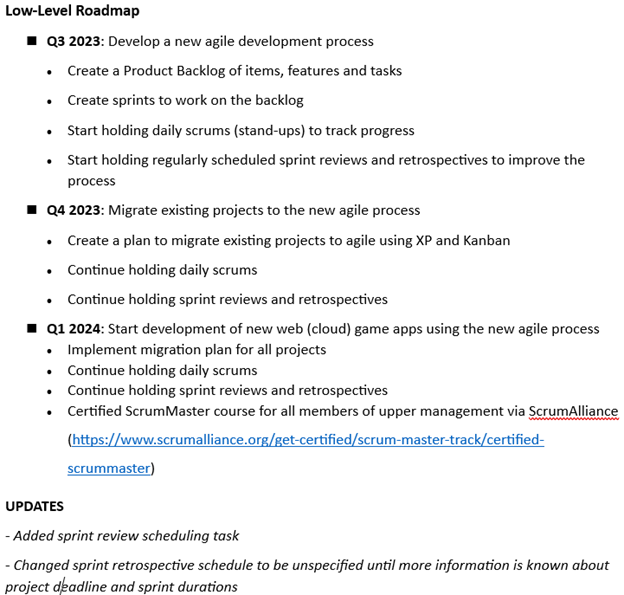 Low-Level Roadmap
■ Q3 2023: Develop a new agile development process
• Create a Product Backlog of items, features and tasks
• Create sprints to work on the backlog
• Start holding daily scrums (stand-ups) to track progress
• Start holding regularly scheduled sprint reviews and retrospectives to improve the
process
■ Q4 2023: Migrate existing projects to the new agile process
• Create a plan to migrate existing projects to agile using XP and Kanban
• Continue holding daily scrums
• Continue holding sprint reviews and retrospectives
■ Q1 2024: Start development of new web (cloud) game apps using the new agile process
• Implement migration plan for all projects
• Continue holding daily scrums
• Continue holding sprint reviews and retrospectives
• Certified ScrumMaster course for all members of upper management via ScrumAlliance
(https://www.scrumalliance.org/get-certified/scrum-master-track/certified-
scrummaster)
UPDATES
- Added sprint review scheduling task
- Changed sprint retrospective schedule to be unspecified until more information is known about
project deadline and sprint durations